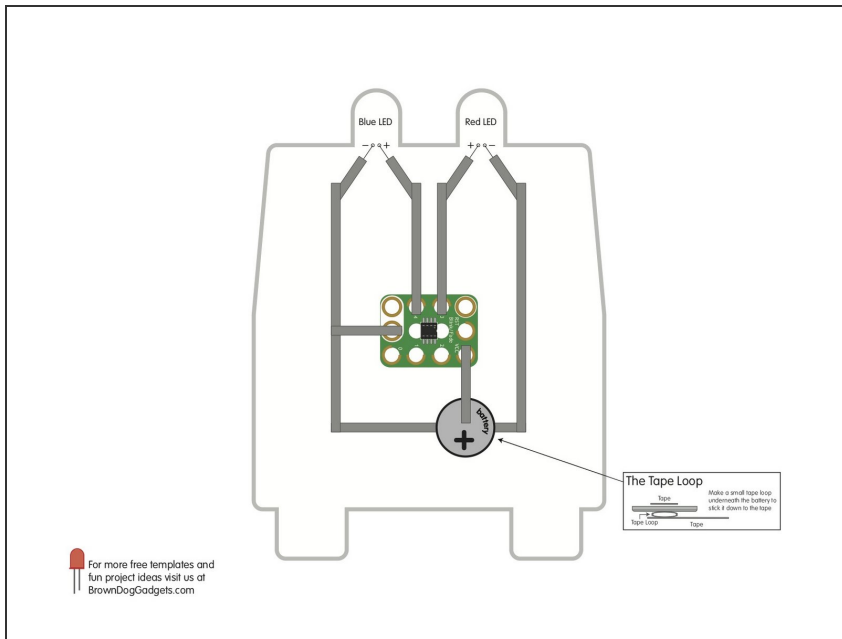 Blue LED
Red LED
- +
+ -
battery
+
The Tape Loop
Tape
Make a small tape loop
underneath the battery to
stick it down to the tape
Tape Loop
Tape
For more free templates and
fun project ideas visit us at
BrownDogGadgets.com